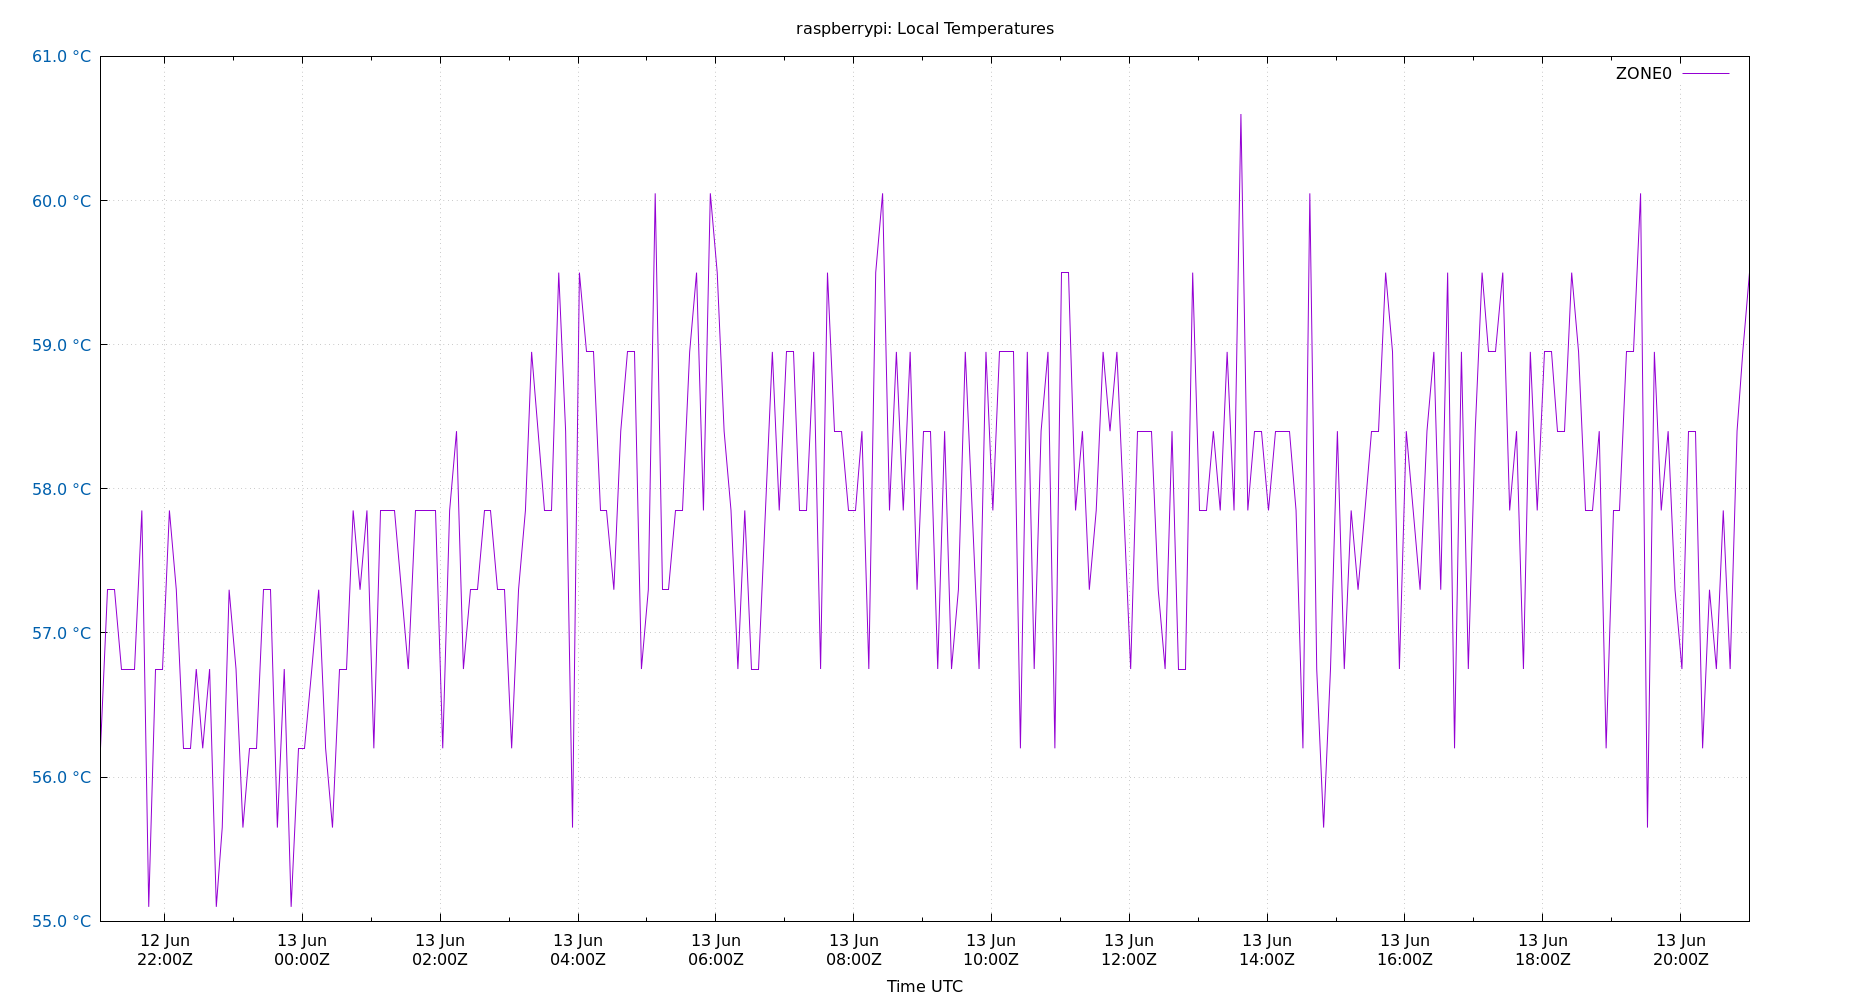 raspberrypi: Local Temperatures
61.0 °C
ZONE0
60.0 °C
59.0 °C
58.0 °C
57.0 °C
56.0 °C
55.0 °C
12 Jun 13 Jun 13 Jun 13 Jun 13 Jun 13 Jun 13 Jun 13 Jun 13 Jun 13 Jun 13 Jun 13 Jun
22:00Z 00:00Z 02:00Z 04:00Z 06:00Z 08:00Z 10:00Z 12:00Z 14:00Z 16:00Z 18:00Z 20:00Z
Time UTC